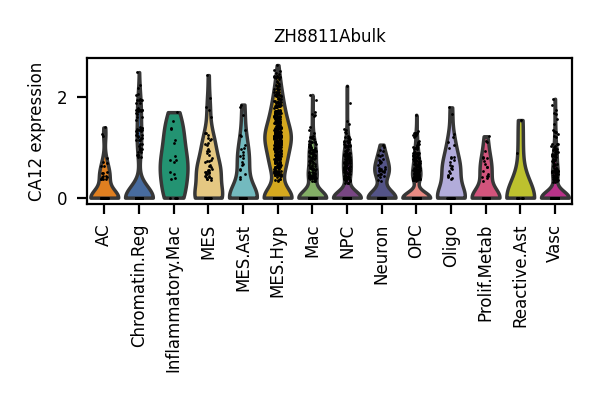 ZH8811Abulk
CA12 expression
2
0
AC
Chromatin.Reg
Inflammatory.Mac
MES
MES.Ast
MES.Hyp
Mac
NPC
Neuron
OPC
Oligo
Prolif.Metab
Reactive.Ast
Vasc